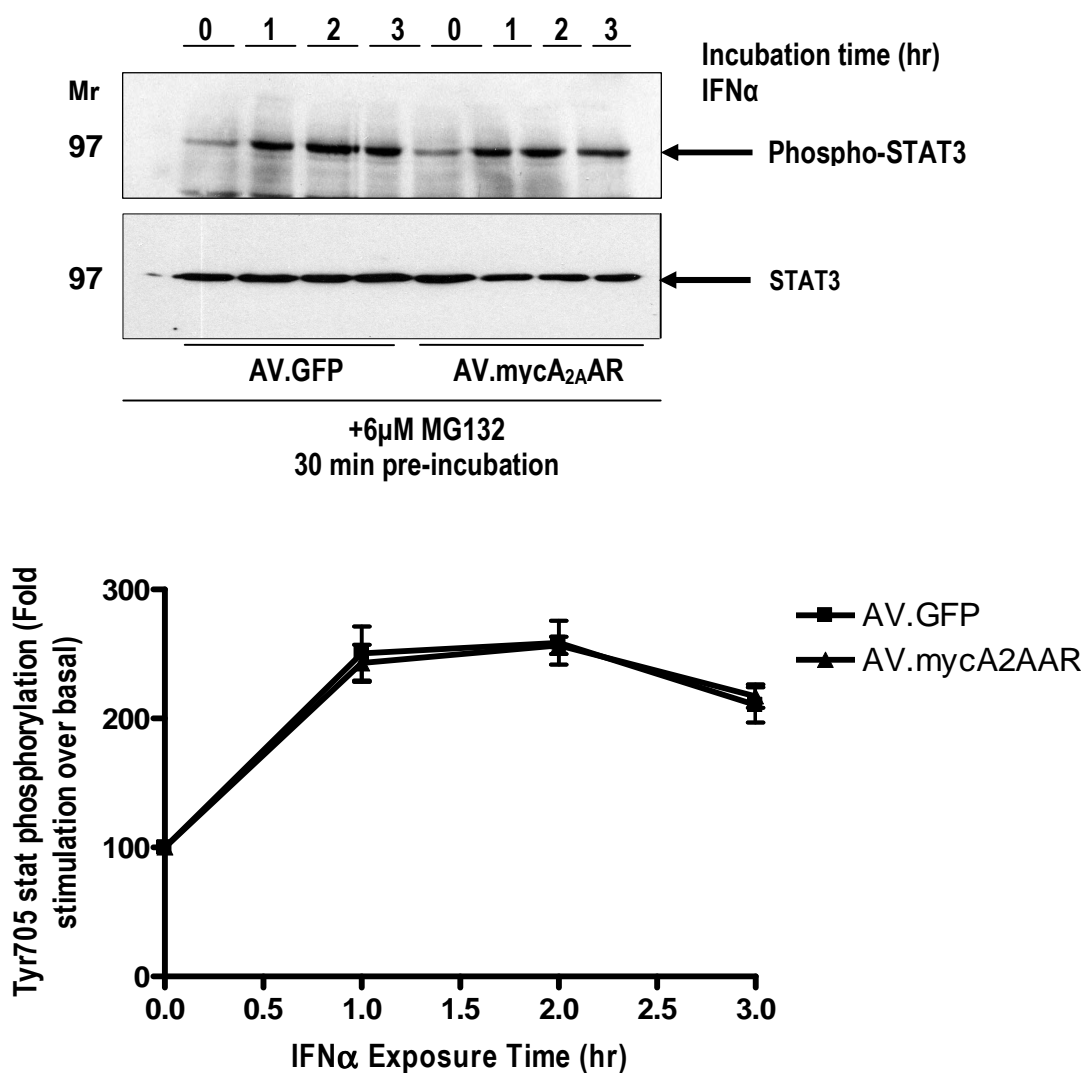 0 1 2 3 0 1 2 3
Incubation time (hr)
IFNα
Mr
97
Phospho-STAT3
97
STAT3
AV.GFP
AV.mycA₂ₐAR
+6µM MG132
30 min pre-incubation
Tyr705 stat phosphorylation (Fold
stimulation over basal)
300
200
100
0
0.0 0.5 1.0 1.5 2.0 2.5 3.0
IFNα Exposure Time (hr)
AV.GFP
AV.mycA2AAR